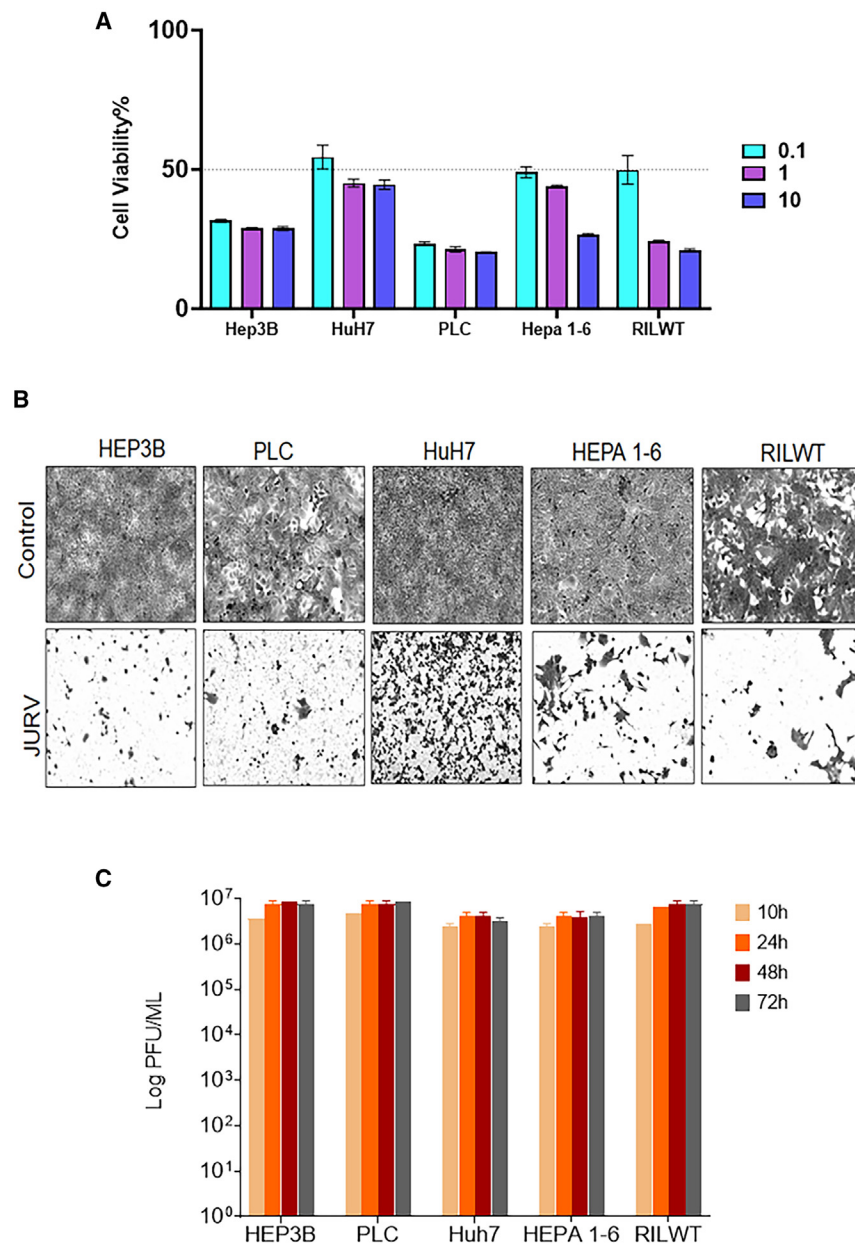 A
100
50
0
Cell Viability%
0.1
1
10
Hep3B HuH7 PLC Hepa 1-6 RILWT
B
HEP3B PLC HuH7 HEPA 1-6 RILWT
Control
JURV
C
10⁷
10⁶
10⁵
10⁴
10³
10²
10¹
10⁰
Log PFU/ML
10h
24h
48h
72h
HEP3B PLC Huh7 HEPA 1-6 RILWT